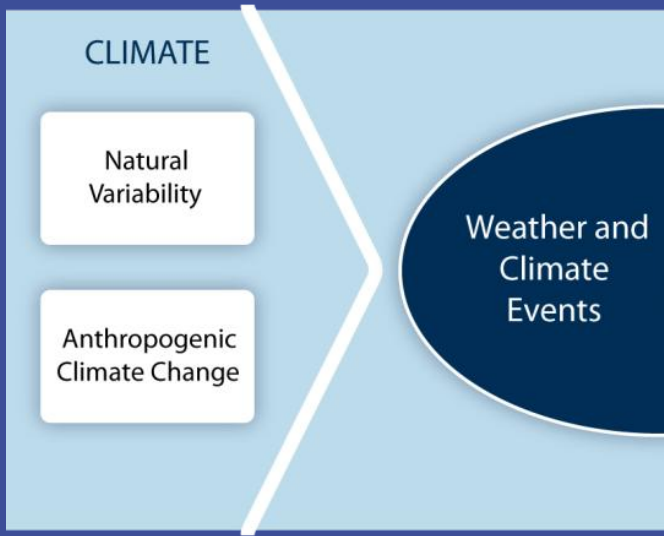 CLIMATE
Natural
Variability
Anthropogenic
Climate Change
Weather and
Climate
Events